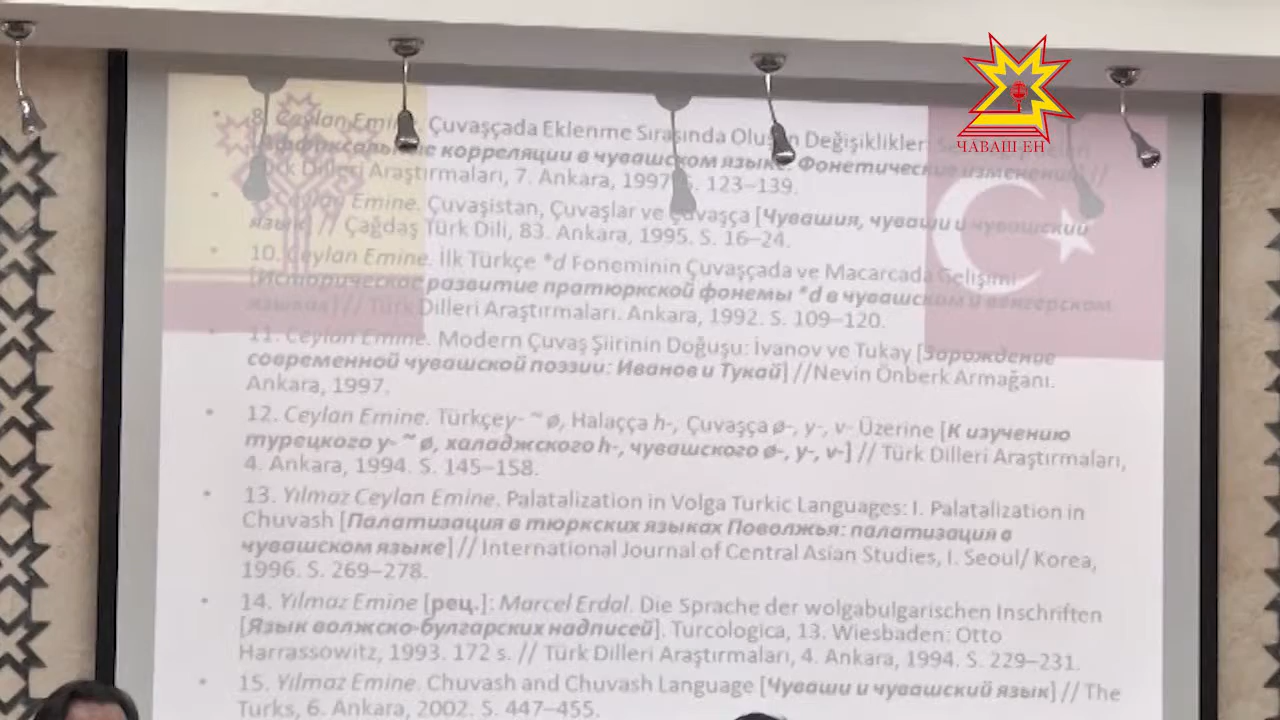 ЧӐВАШ ЕН
8. Ceylan Emine. Çuvaşçada Eklenme Sırasında Oluşan Değişiklikler:
корреляции в чувашском языке. Фонетические изменения] //
Türk Dilleri Araştırmaları, 7. Ankara, 1997. S. 123–139.
Ceylan Emine. Çuvaşistan, Çuvaşlar ve Çuvaşça [Чувашия, чуваши и чувашский
язык] // Çağdaş Türk Dili, 83. Ankara, 1995. S. 16–24.
10. Ceylan Emine. İlk Türkçe *d Foneminin Çuvaşçada ve Macarcada Gelişimi
[Историческое развитие пратюркской фонемы *d в чувашском и венгерском
языках] // Türk Dilleri Araştırmaları. Ankara, 1992. S. 109–120.
11. Ceylan Emine. Modern Çuvaş Şiirinin Doğuşu: İvanov ve Tukay [Зарождение
современной чувашской поэзии: Иванов и Тукай] //Nevin Önberk Armağanı.
Ankara, 1997.
12. Ceylan Emine. Türkçey- ~ ø, Halaçça h-, Çuvaşça ø-, y-, v- Üzerine [К изучению
турецкого y- ~ ø, халаджского h-, чувашского ø-, y-, v-] // Türk Dilleri Araştırmaları,
4. Ankara, 1994. S. 145–158.
13. Yılmaz Ceylan Emine. Palatalization in Volga Turkic Languages: I. Palatalization in
Chuvash [Палатизация в тюркских языках Поволжья: палатизация в
чувашском языке] // International Journal of Central Asian Studies, I. Seoul/ Korea,
1996. S. 269–278.
14. Yılmaz Emine [рец.]: Marcel Erdal. Die Sprache der wolgabulgarischen Inschriften
[Язык волжско-булгарских надписей]. Turcologica, 13. Wiesbaden: Otto
Harrassowitz, 1993. 172 s. // Türk Dilleri Araştırmaları, 4. Ankara, 1994. S. 229–231.
15. Yılmaz Emine. Chuvash and Chuvash Language [Чуваши и чувашский язык] // The
Turks, 6. Ankara, 2002. S. 447–455.